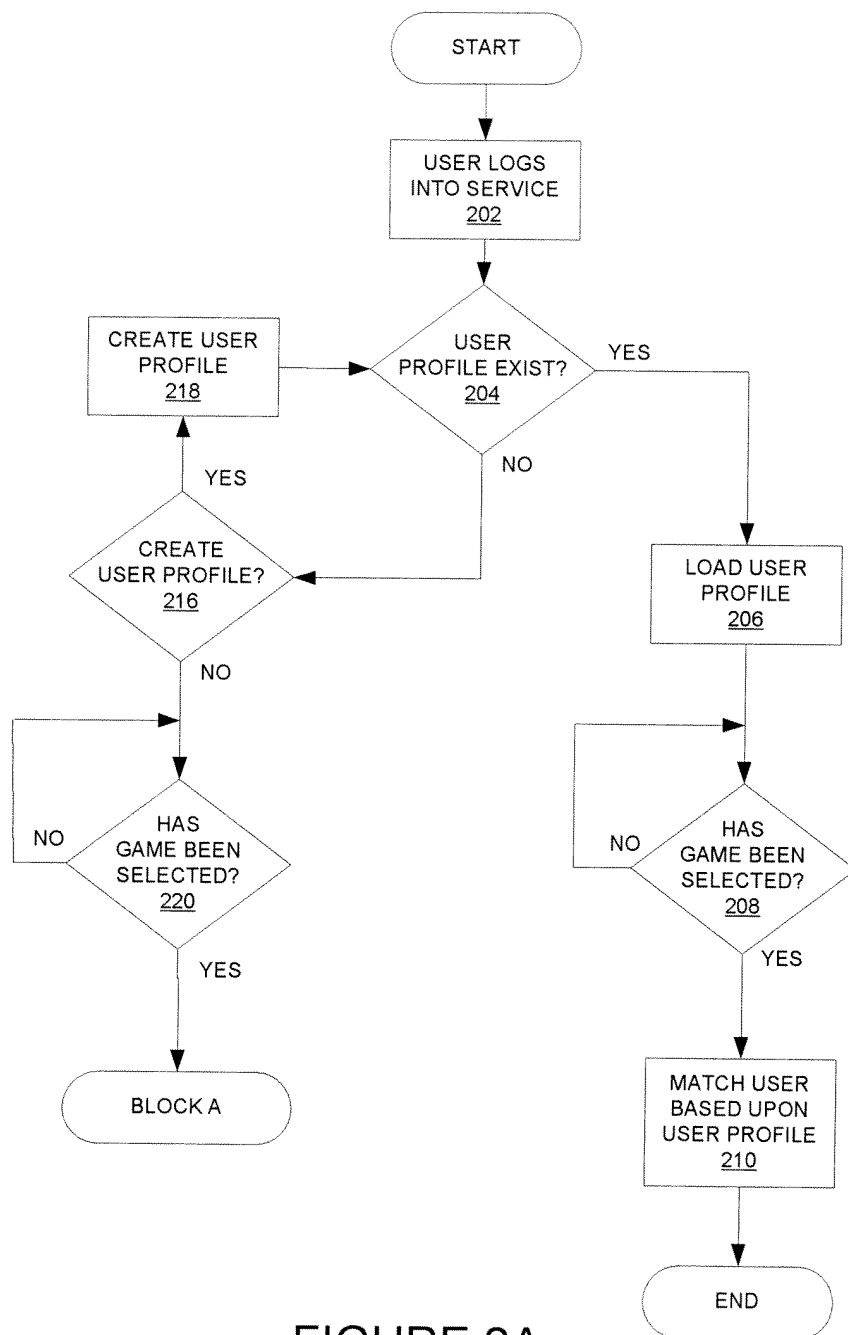 START
USER LOGS
INTO SERVICE
202
CREATE USER
PROFILE
218
USER
PROFILE EXIST?
204
YES
NO
YES
CREATE
USER PROFILE?
216
LOAD USER
PROFILE
206
NO
HAS
GAME BEEN
SELECTED?
220
NO
YES
HAS
GAME BEEN
SELECTED?
208
NO
YES
BLOCK A
MATCH USER
BASED UPON
USER PROFILE
210
END